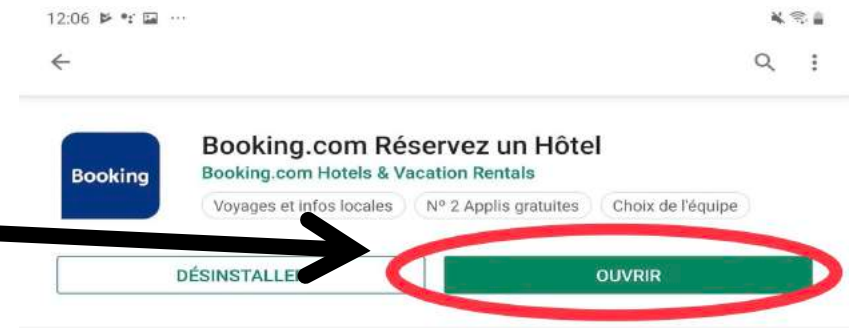 12:06
Booking.com Réservez un Hôtel
Booking
Booking.com Hotels & Vacation Rentals
Voyages et infos locales Nº 2 Applis gratuites Choix de l'équipe
OUVRIR